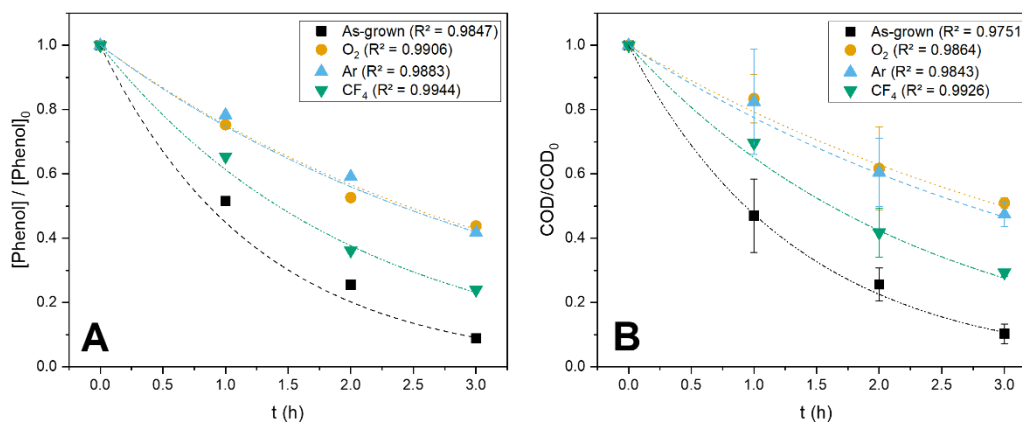 As-grown (R² = 0.9847)
O₂ (R² = 0.9906)
Ar (R² = 0.9883)
CF₄ (R² = 0.9944)
[Phenol] / [Phenol]₀
1.0
0.8
0.6
0.4
0.2
0.0
A
0.0 0.5 1.0 1.5 2.0 2.5 3.0
t (h)
As-grown (R² = 0.9751
O₂ (R² = 0.9864)
Ar (R² = 0.9843)
CF₄ (R² = 0.9926)
COD/COD₀
1.0
0.8
0.6
0.4
0.2
0.0
B
0.0 0.5 1.0 1.5 2.0 2.5 3.0
t (h)